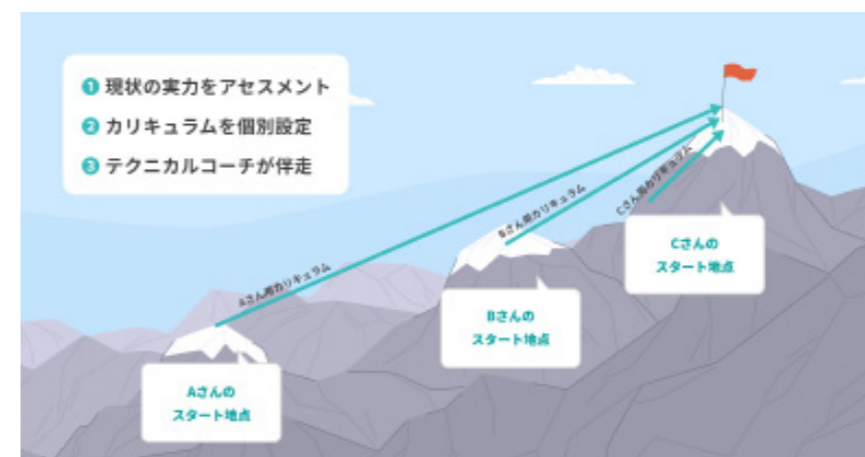 1 現状の実力をアセスメント
2 カリキュラムを個別設定
3 テクニカルコーチが伴走
Aさん用カリキュラム
Bさん用カリキュラム
Cさん用カリキュラム
Cさんの
スタート地点
Bさんの
スタート地点
Aさんの
スタート地点